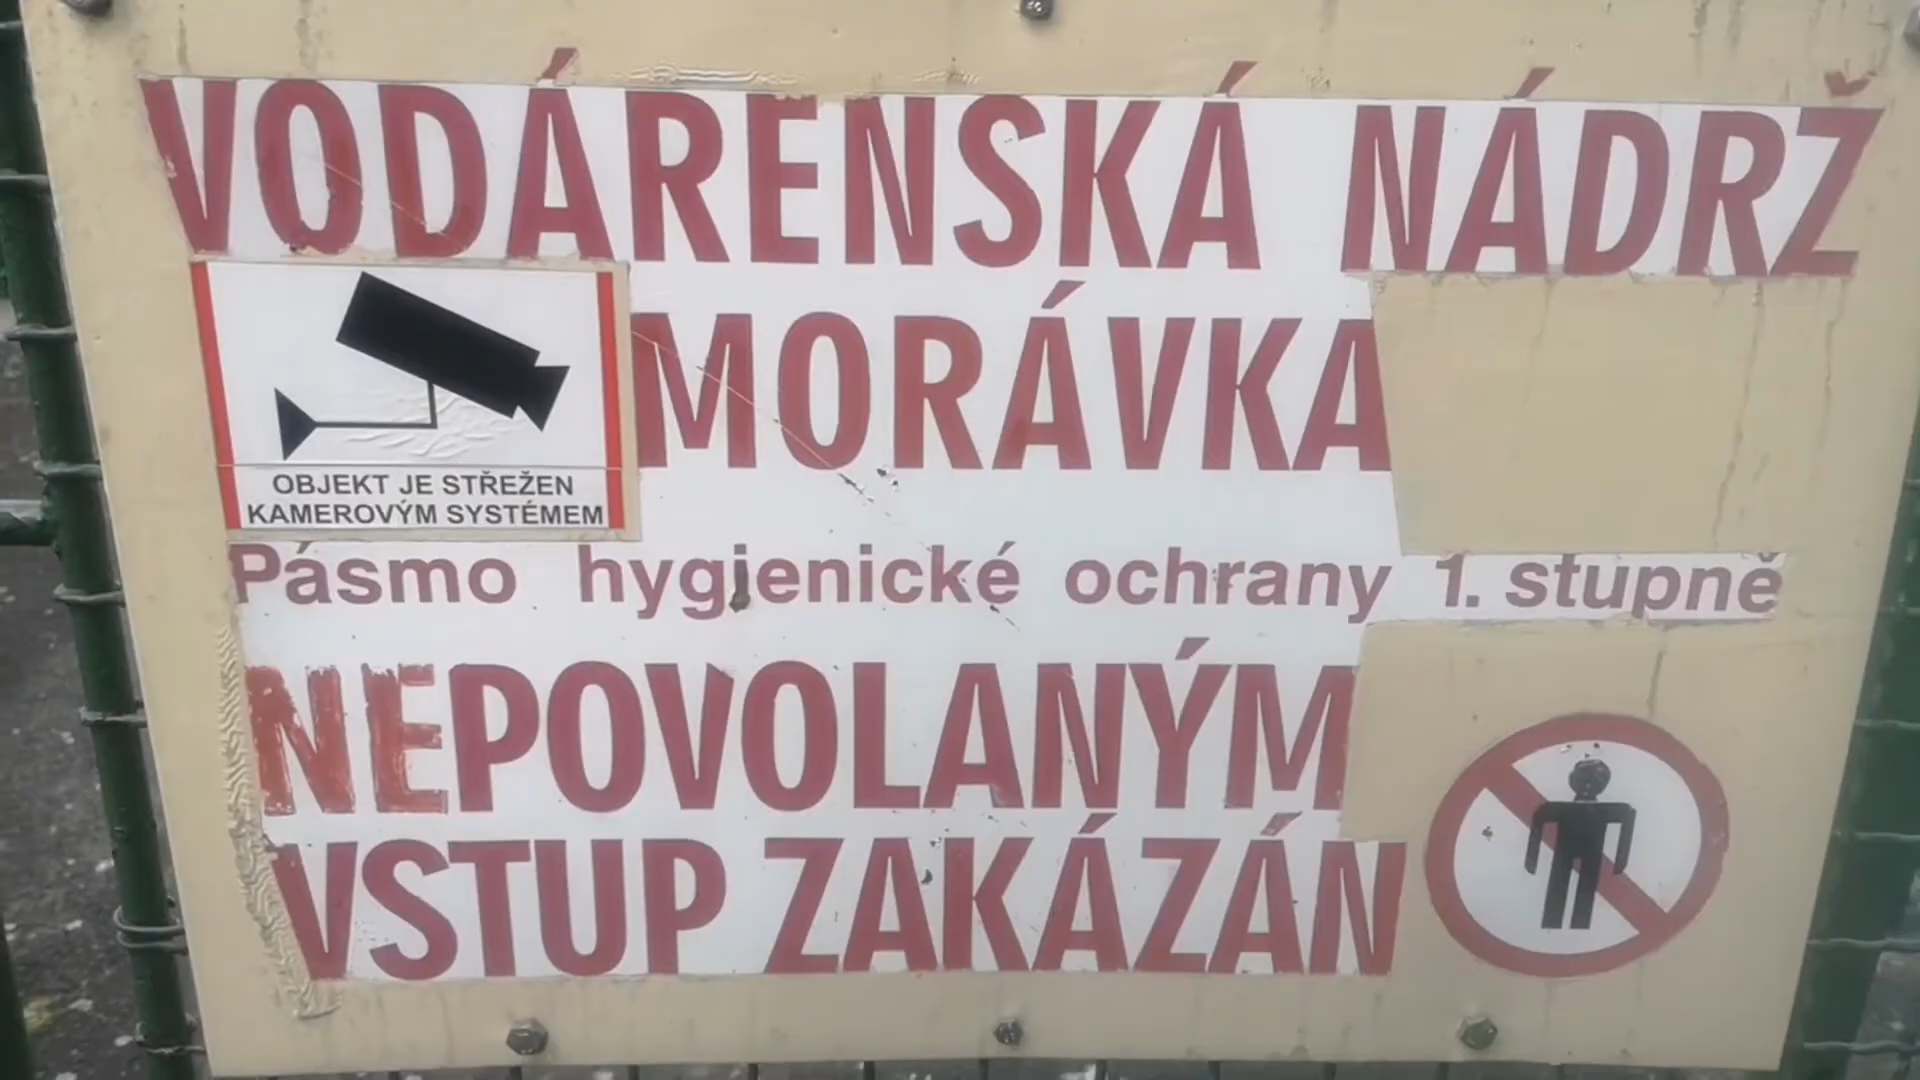 VODÁRENSKÁ NÁDRŽ
MORÁVKA
OBJEKT JE STŘEŽEN
KAMEROVÝM SYSTÉMEM
Pásmo hygienické ochrany 1. stupně
NEPOVOLANÝM
VSTUP ZAKÁZÁN